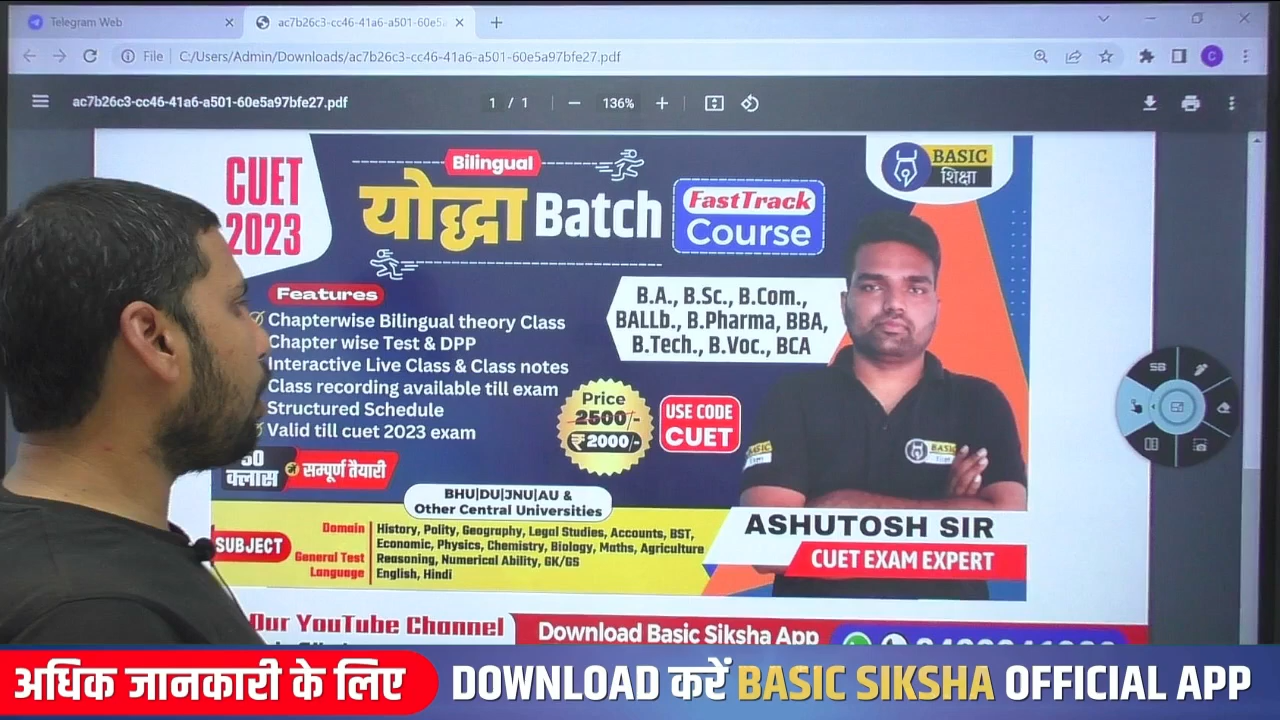 Telegram Web
ac7b26c3-cc46-41a6-a501-60e5a
File
C:/Users/Admin/Downloads/ac7b26c3-cc46-41a6-a501-60e5a97bfe27.pdf
ac7b26c3-cc46-41a6-a501-60e5a97bfe27.pdf
1 / 1
136%
CUET
2023
Bilingual
योद्धा Batch
FastTrack
Course
BASIC
शिक्षा
Features
Chapterwise Bilingual theory Class
Chapter wise Test & DPP
Interactive Live Class & Class notes
Class recording available till exam
Structured Schedule
Valid till cuet 2023 exam
B.A., B.Sc., B.Com.,
BALLb., B.Pharma, BBA,
B.Tech., B.Voc., BCA
Price
2500/-
₹2000/-
USE CODE
CUET
50
क्लास
में सम्पूर्ण तैयारी
BHU|DU|JNU|AU &
Other Central Universities
SUBJECT
Domain
History, Polity, Geography, Legal Studies, Accounts, BST,
Economic, Physics, Chemistry, Biology, Maths, Agriculture
General Test
Reasoning, Numerical Ability, GK/GS
Language
English, Hindi
BASIC
BASIC
ASHUTOSH SIR
CUET EXAM EXPERT
SB
Our YouTube Channel
Download Basic Siksha App
अधिक जानकारी के लिए
DOWNLOAD करें BASIC SIKSHA OFFICIAL APP